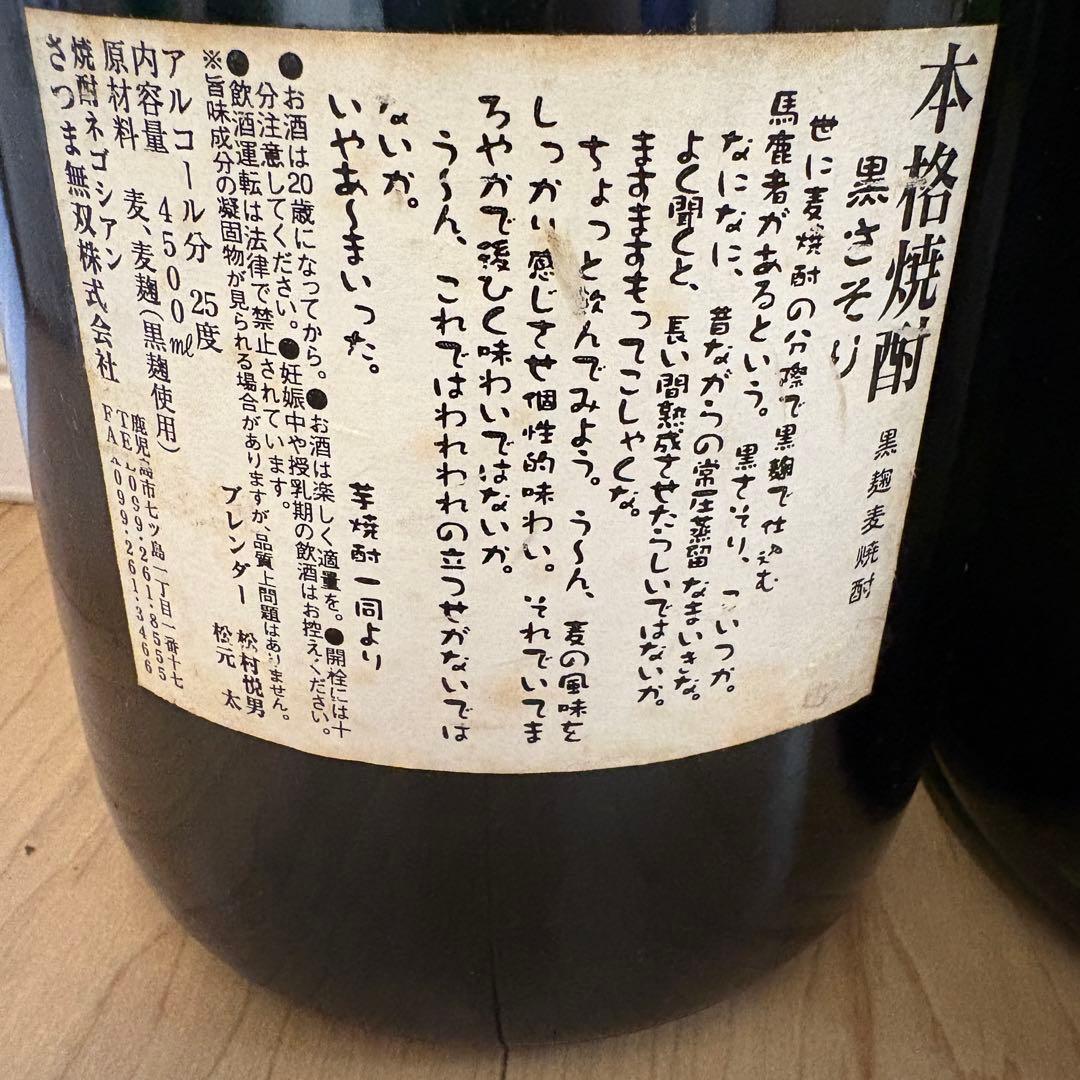 本格焼酎
黒さそり
黒麹麦焼酎
世に麦焼酎の分際で黒麹で仕込む
馬鹿者があるという。黒さそり、こいつか。
なになに、昔ながらの常圧蒸留なまいきな。
よく聞くと、長い間熟成させたらしいではないか。
ますますもってこしゃくな。
ちょっと飲んでみよう。う〜ん、麦の風味を
しっかい感じさせ個性的味わい。それでいてま
ろやかで後ひく味わいではないか。
う〜ん、これではわれわれの立つせがないでは
ないか。
いやあ〜まいった。
芋焼酎一同より
●お酒は20歳になってから。●お酒は楽しく適量を。●開栓には十
分注意してください。●妊娠中や授乳期の飲酒はお控えください。
●飲酒運転は法律で禁止されています。
※旨味成分の凝固物が見られる場合がありますが、品質上問題はありません。
ブレンダー 松村悦男
松元 太
アルコール分 25度
内容量 4500㎖
原材料 麦、麦麹(黒麹使用)
焼酎ネゴシアン
さつま無双株式会社
鹿児島市七ツ島一丁目一番十七
TEL099・261・8555
FAX099・261・3466